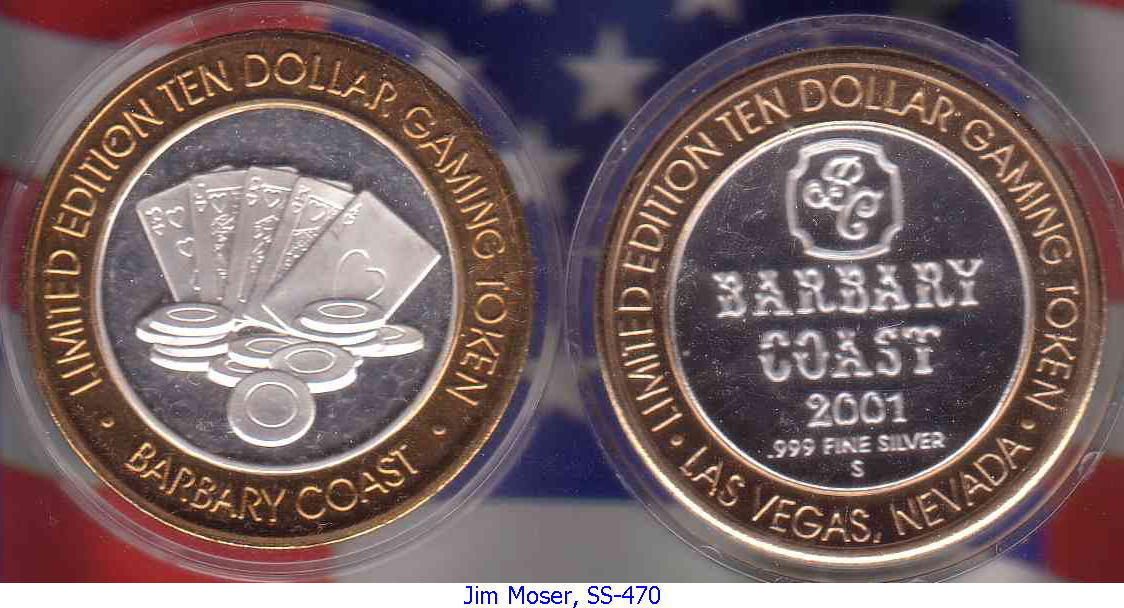 LIMITED EDITION TEN DOLLAR GAMING TOKEN
• BARBARY COAST •
LIMITED EDITION TEN DOLLAR GAMING TOKEN
BC
BARBARY
COAST
2001
.999 FINE SILVER
S
• LAS VEGAS, NEVADA •
Jim Moser, SS-470